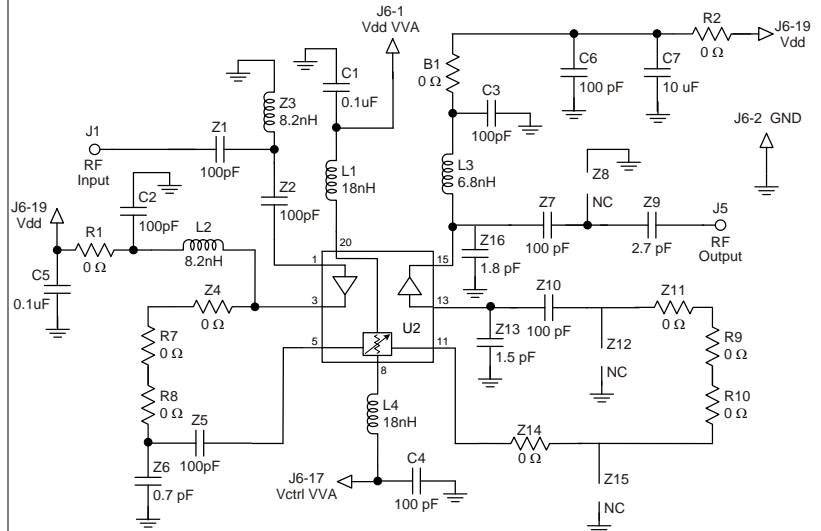 J6-1
Vdd VVA
R2
0 Ω
J6-19
Vdd
B1
0 Ω
C6
100 pF
C7
10 uF
C1
0.1uF
Z3
8.2nH
C3
100pF
J6-2 GND
J1
RF
Input
Z1
100pF
L1
18nH
L3
6.8nH
Z8
NC
C2
100pF
Z2
100pF
J6-19
Vdd
R1
0 Ω
L2
8.2nH
Z7
100 pF
Z9
2.7 pF
J5
RF
Output
20
Z16
1.8 pF
1
15
C5
0.1uF
Z4
0 Ω
3
13
Z10
100 pF
Z11
0 Ω
U2
R7
0 Ω
Z13
1.5 pF
Z12
NC
R9
0 Ω
5
11
8
R8
0 Ω
R10
0 Ω
Z5
100pF
L4
18nH
Z14
0 Ω
Z6
0.7 pF
J6-17
Vctrl VVA
C4
100 pF
Z15
NC